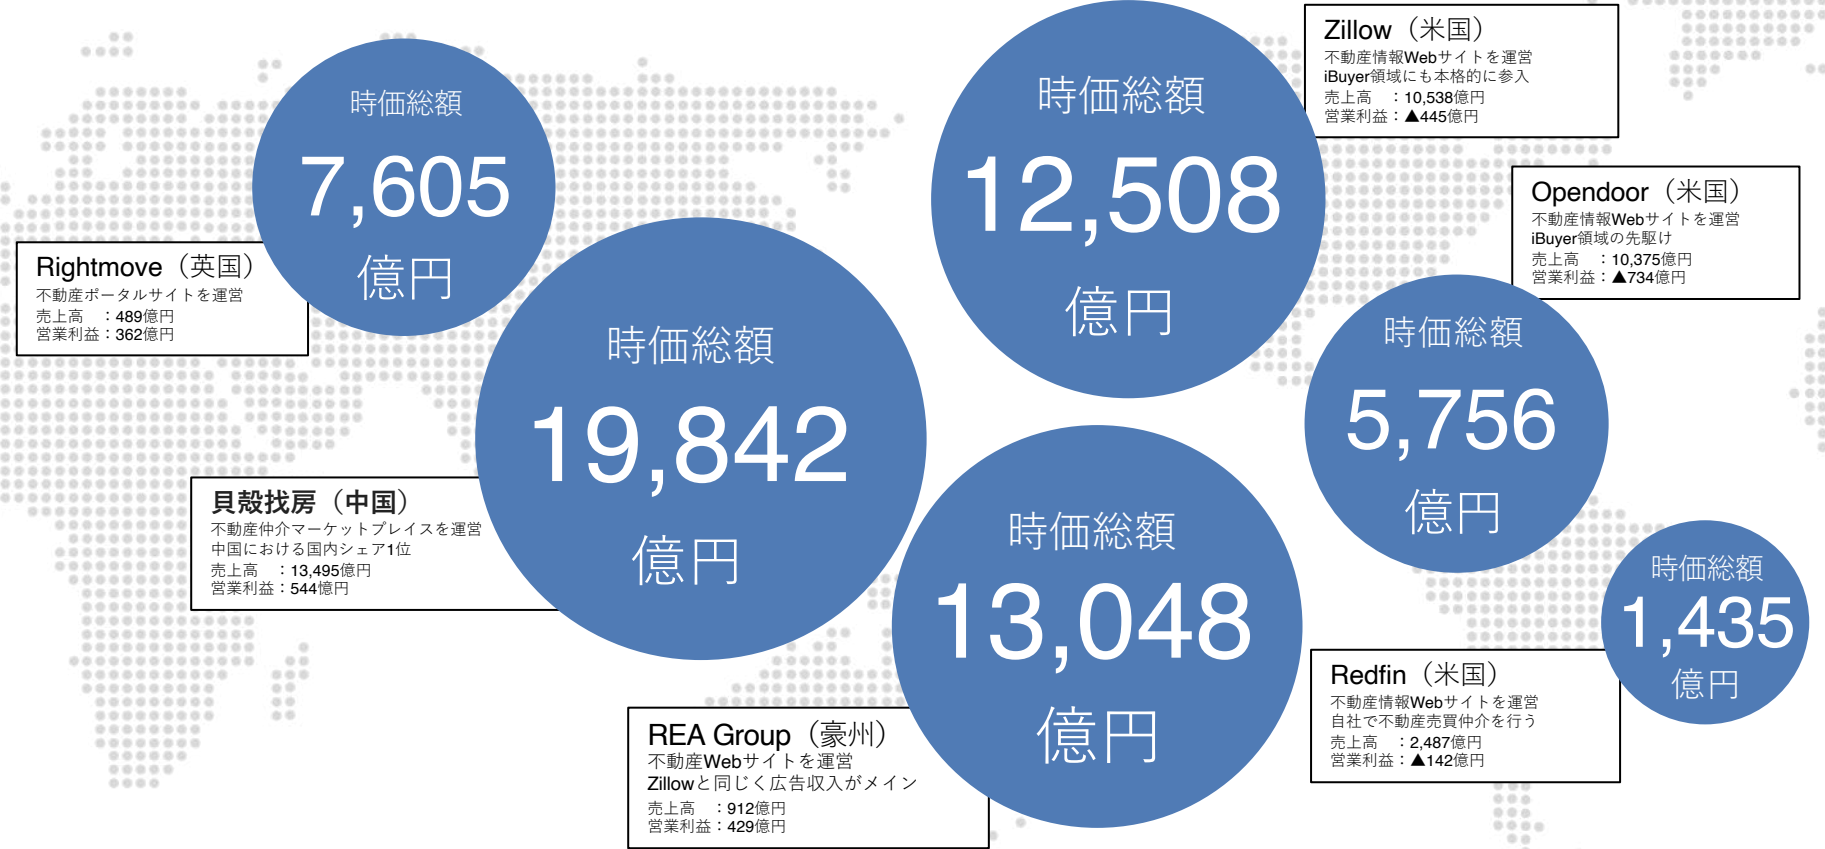 時価総額
7,605
億円
Rightmove（英国）
不動産ポータルサイトを運営
売上高　：489億円
営業利益：362億円
時価総額
19,842
億円
貝殻找房（中国）
不動産仲介マーケットプレイスを運営
中国における国内シェア1位
売上高　：13,495億円
営業利益：544億円
時価総額
12,508
億円
Zillow（米国）
不動産情報Webサイトを運営
iBuyer領域にも本格的に参入
売上高　：10,538億円
営業利益：▲445億円
Opendoor（米国）
不動産情報Webサイトを運営
iBuyer領域の先駆け
売上高　：10,375億円
営業利益：▲734億円
時価総額
5,756
億円
時価総額
13,048
億円
REA Group（豪州）
不動産Webサイトを運営
Zillowと同じく広告収入がメイン
売上高　：912億円
営業利益：429億円
時価総額
1,435
億円
Redfin（米国）
不動産情報Webサイトを運営
自社で不動産売買仲介を行う
売上高　：2,487億円
営業利益：▲142億円